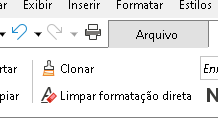 Exibir Inserir Formatar Estilos
Arquivo
Clonar
Limpar formatação direta
N